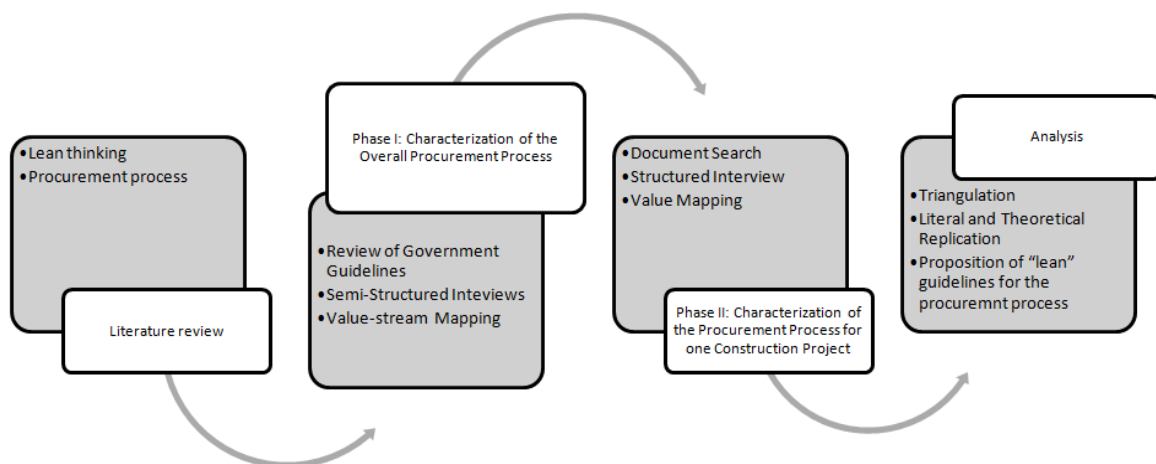 •Lean thinking
•Procurement process
Literature review
Phase I: Characterization of the
Overall Procurement Process
•Review of Government
Guidelines
•Semi-Structured Inteviews
•Value-stream Mapping
•Document Search
•Structured Interview
•Value Mapping
Phase II: Characterization of
the Procurement Process for
one Construction Project
Analysis
•Triangulation
•Literal and Theoretical
Replication
•Proposition of “lean”
guidelines for the
procuremnt process